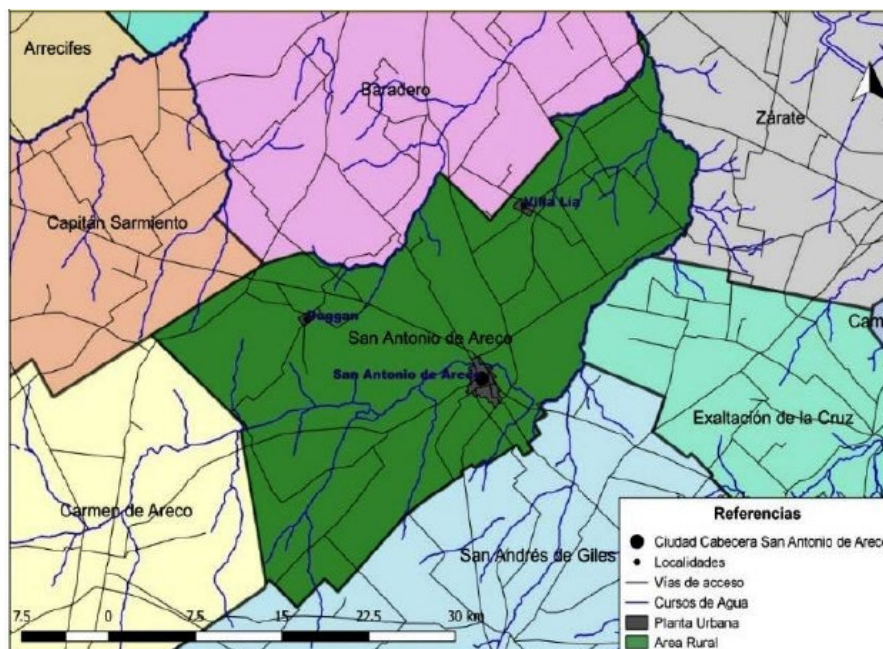 Arrecifes
Baradero
Zárate
Capitán Sarmiento
Villa Lía
Duggan
San Antonio de Areco
San Antonio de Areco
Cam
Exaltación de la Cruz
Carmen de Areco
San Andrés de Giles
Referencias
Ciudad Cabecera San Antonio de Areco
Localidades
Vías de acceso
Cursos de Agua
Planta Urbana
Area Rural
7.5 0 7.5 15 22.5 30 km